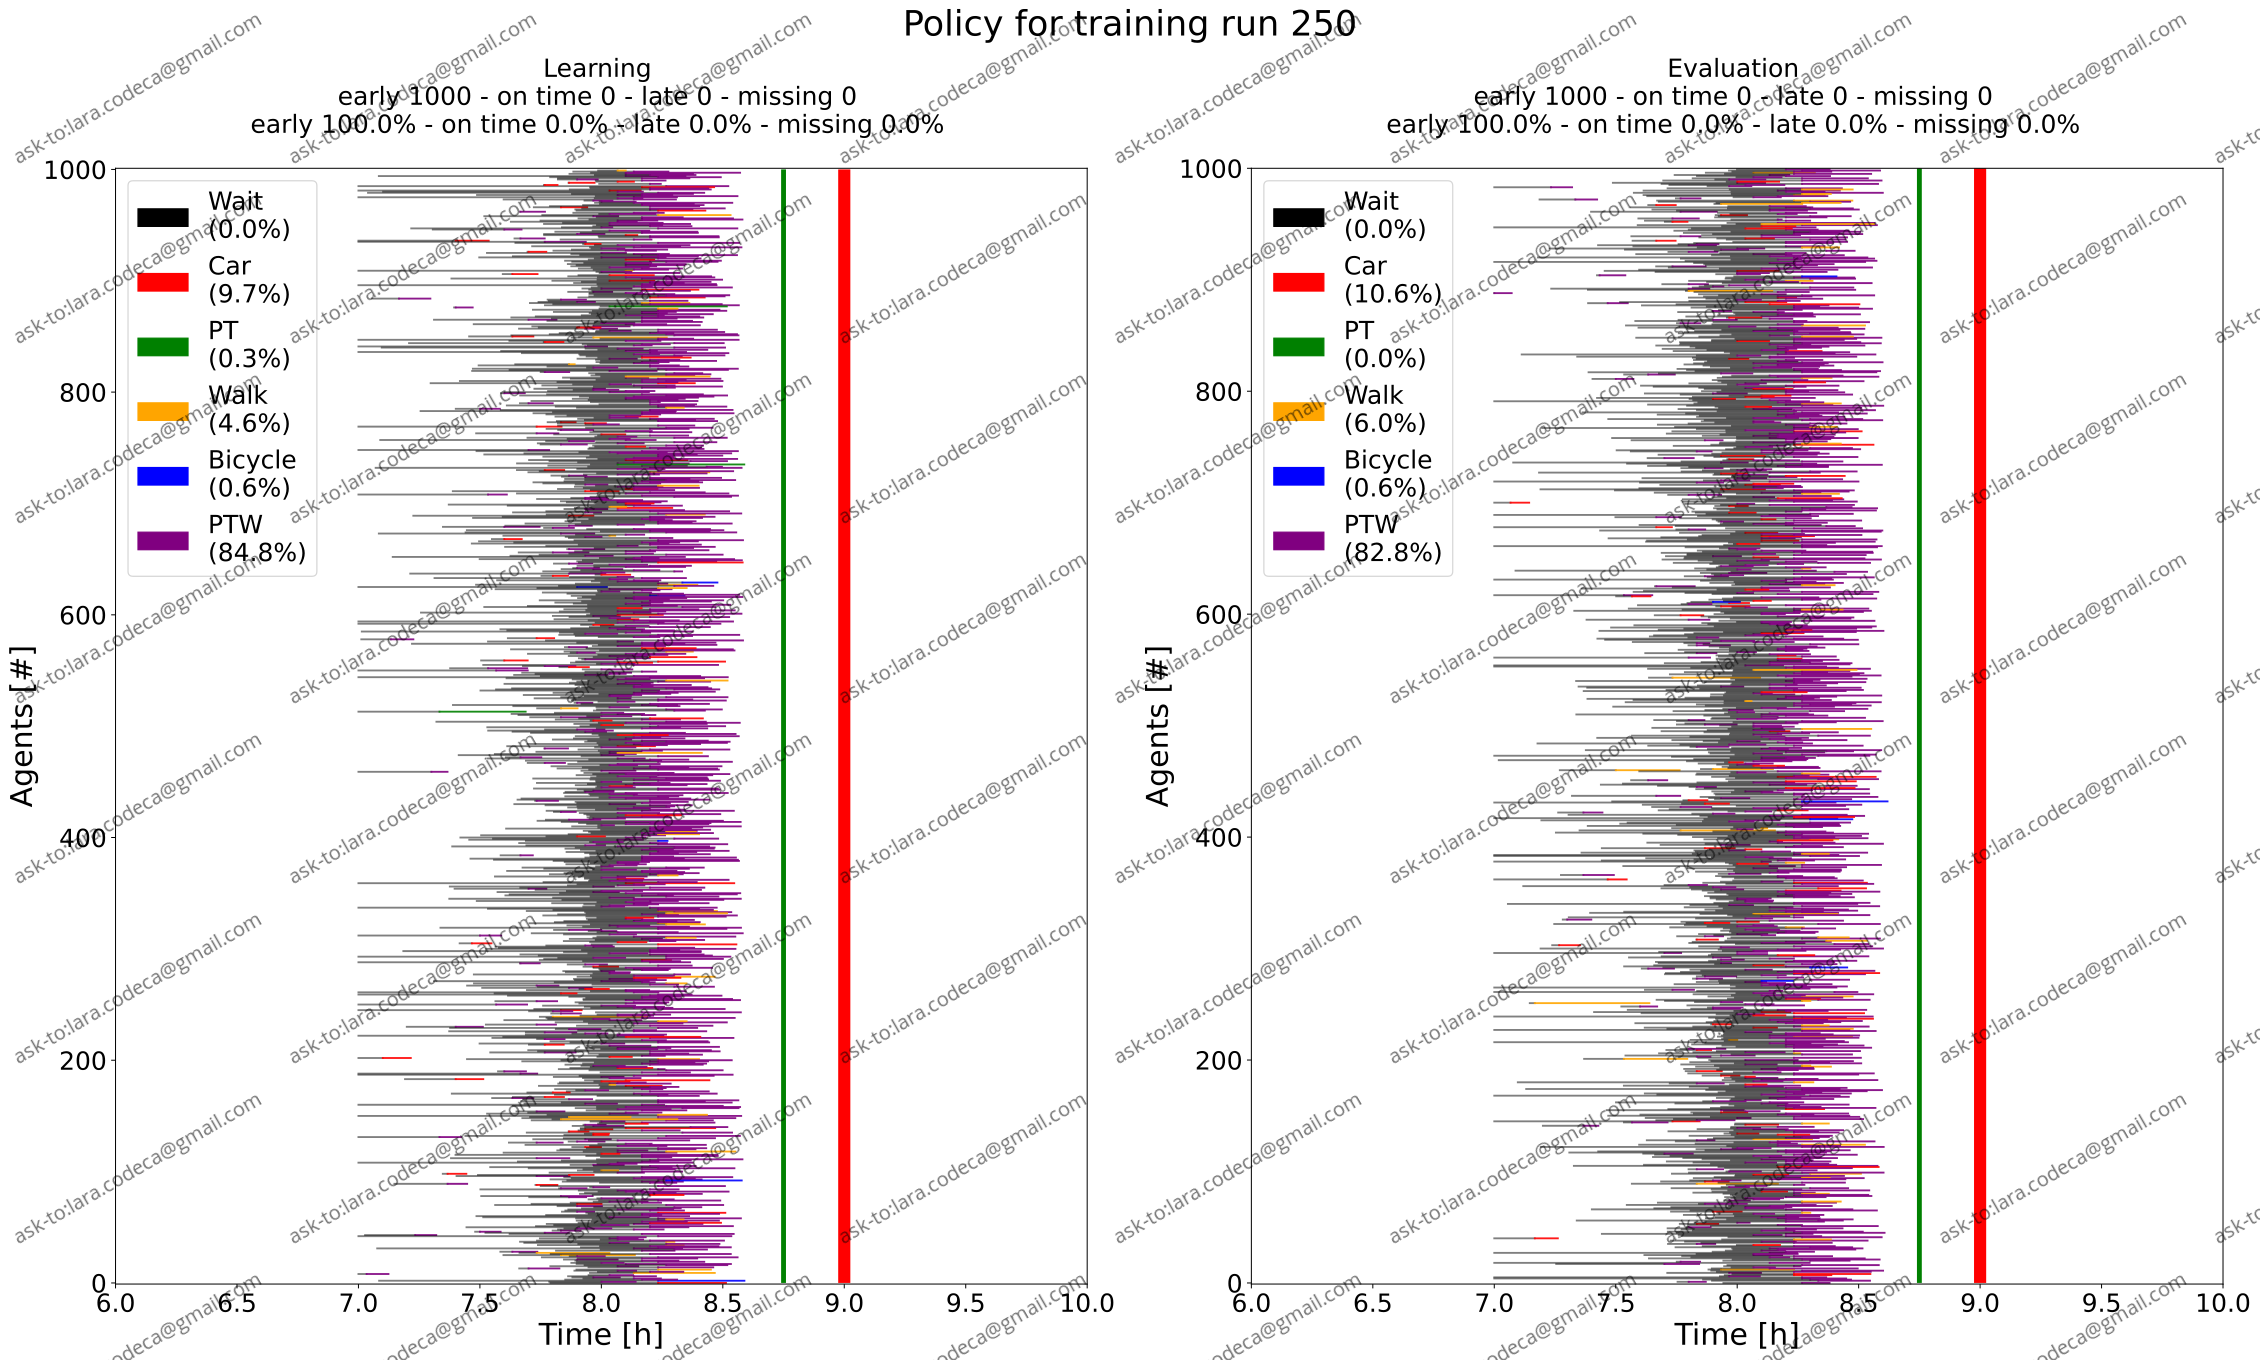 Policy for training run 250
Learning
early 1000 - on time 0 - late 0 - missing 0
early 100.0% - on time 0.0% - late 0.0% - missing 0.0%
Wait
(0.0%)
Car
(9.7%)
PT
(0.3%)
Walk
(4.6%)
Bicycle
(0.6%)
PTW
(84.8%)
1000
800
600
400
200
0
Agents [#]
6.0 6.5 7.0 7.5 8.0 8.5 9.0 9.5 10.0
Time [h]
Evaluation
early 1000 - on time 0 - late 0 - missing 0
early 100.0% - on time 0.0% - late 0.0% - missing 0.0%
Wait
(0.0%)
Car
(10.6%)
PT
(0.0%)
Walk
(6.0%)
Bicycle
(0.6%)
PTW
(82.8%)
1000
800
600
400
200
0
Agents [#]
6.0 6.5 7.0 7.5 8.0 8.5 9.0 9.5 10.0
Time [h]
ask-to:lara.codeca@gmail.com